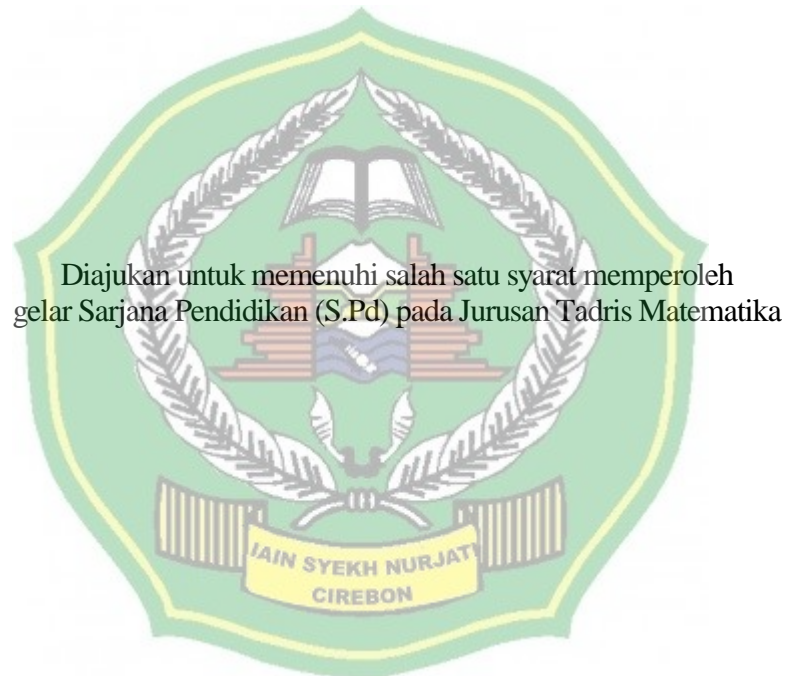 Diajukan untuk memenuhi salah satu syarat memperoleh
gelar Sarjana Pendidikan (S.Pd) pada Jurusan Tadris Matematika
IAIN SYEKH NURJATI
CIREBON